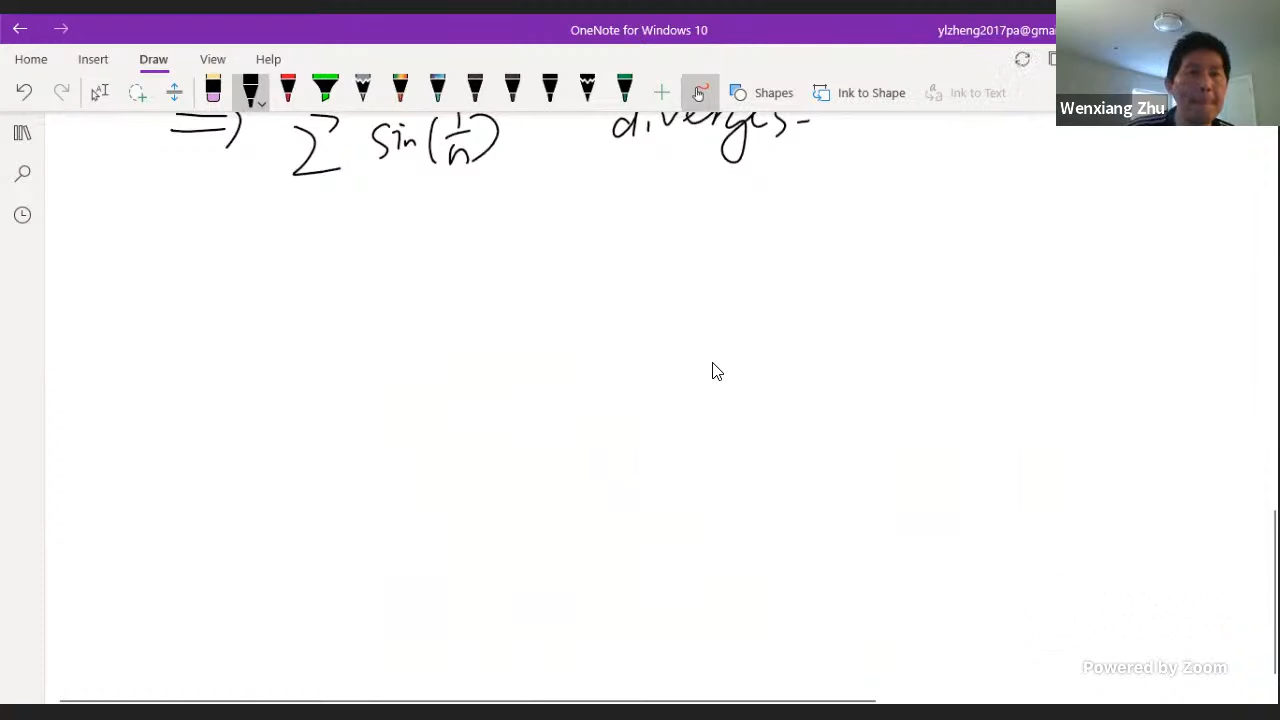 OneNote for Windows 10
ylzheng2017pa@gma
Home Insert Draw View Help
Shapes Ink to Shape Ink to Text
Wenxiang Zhu
⇒ ∑ sin(1/n) diverges.
Powered by Zoom